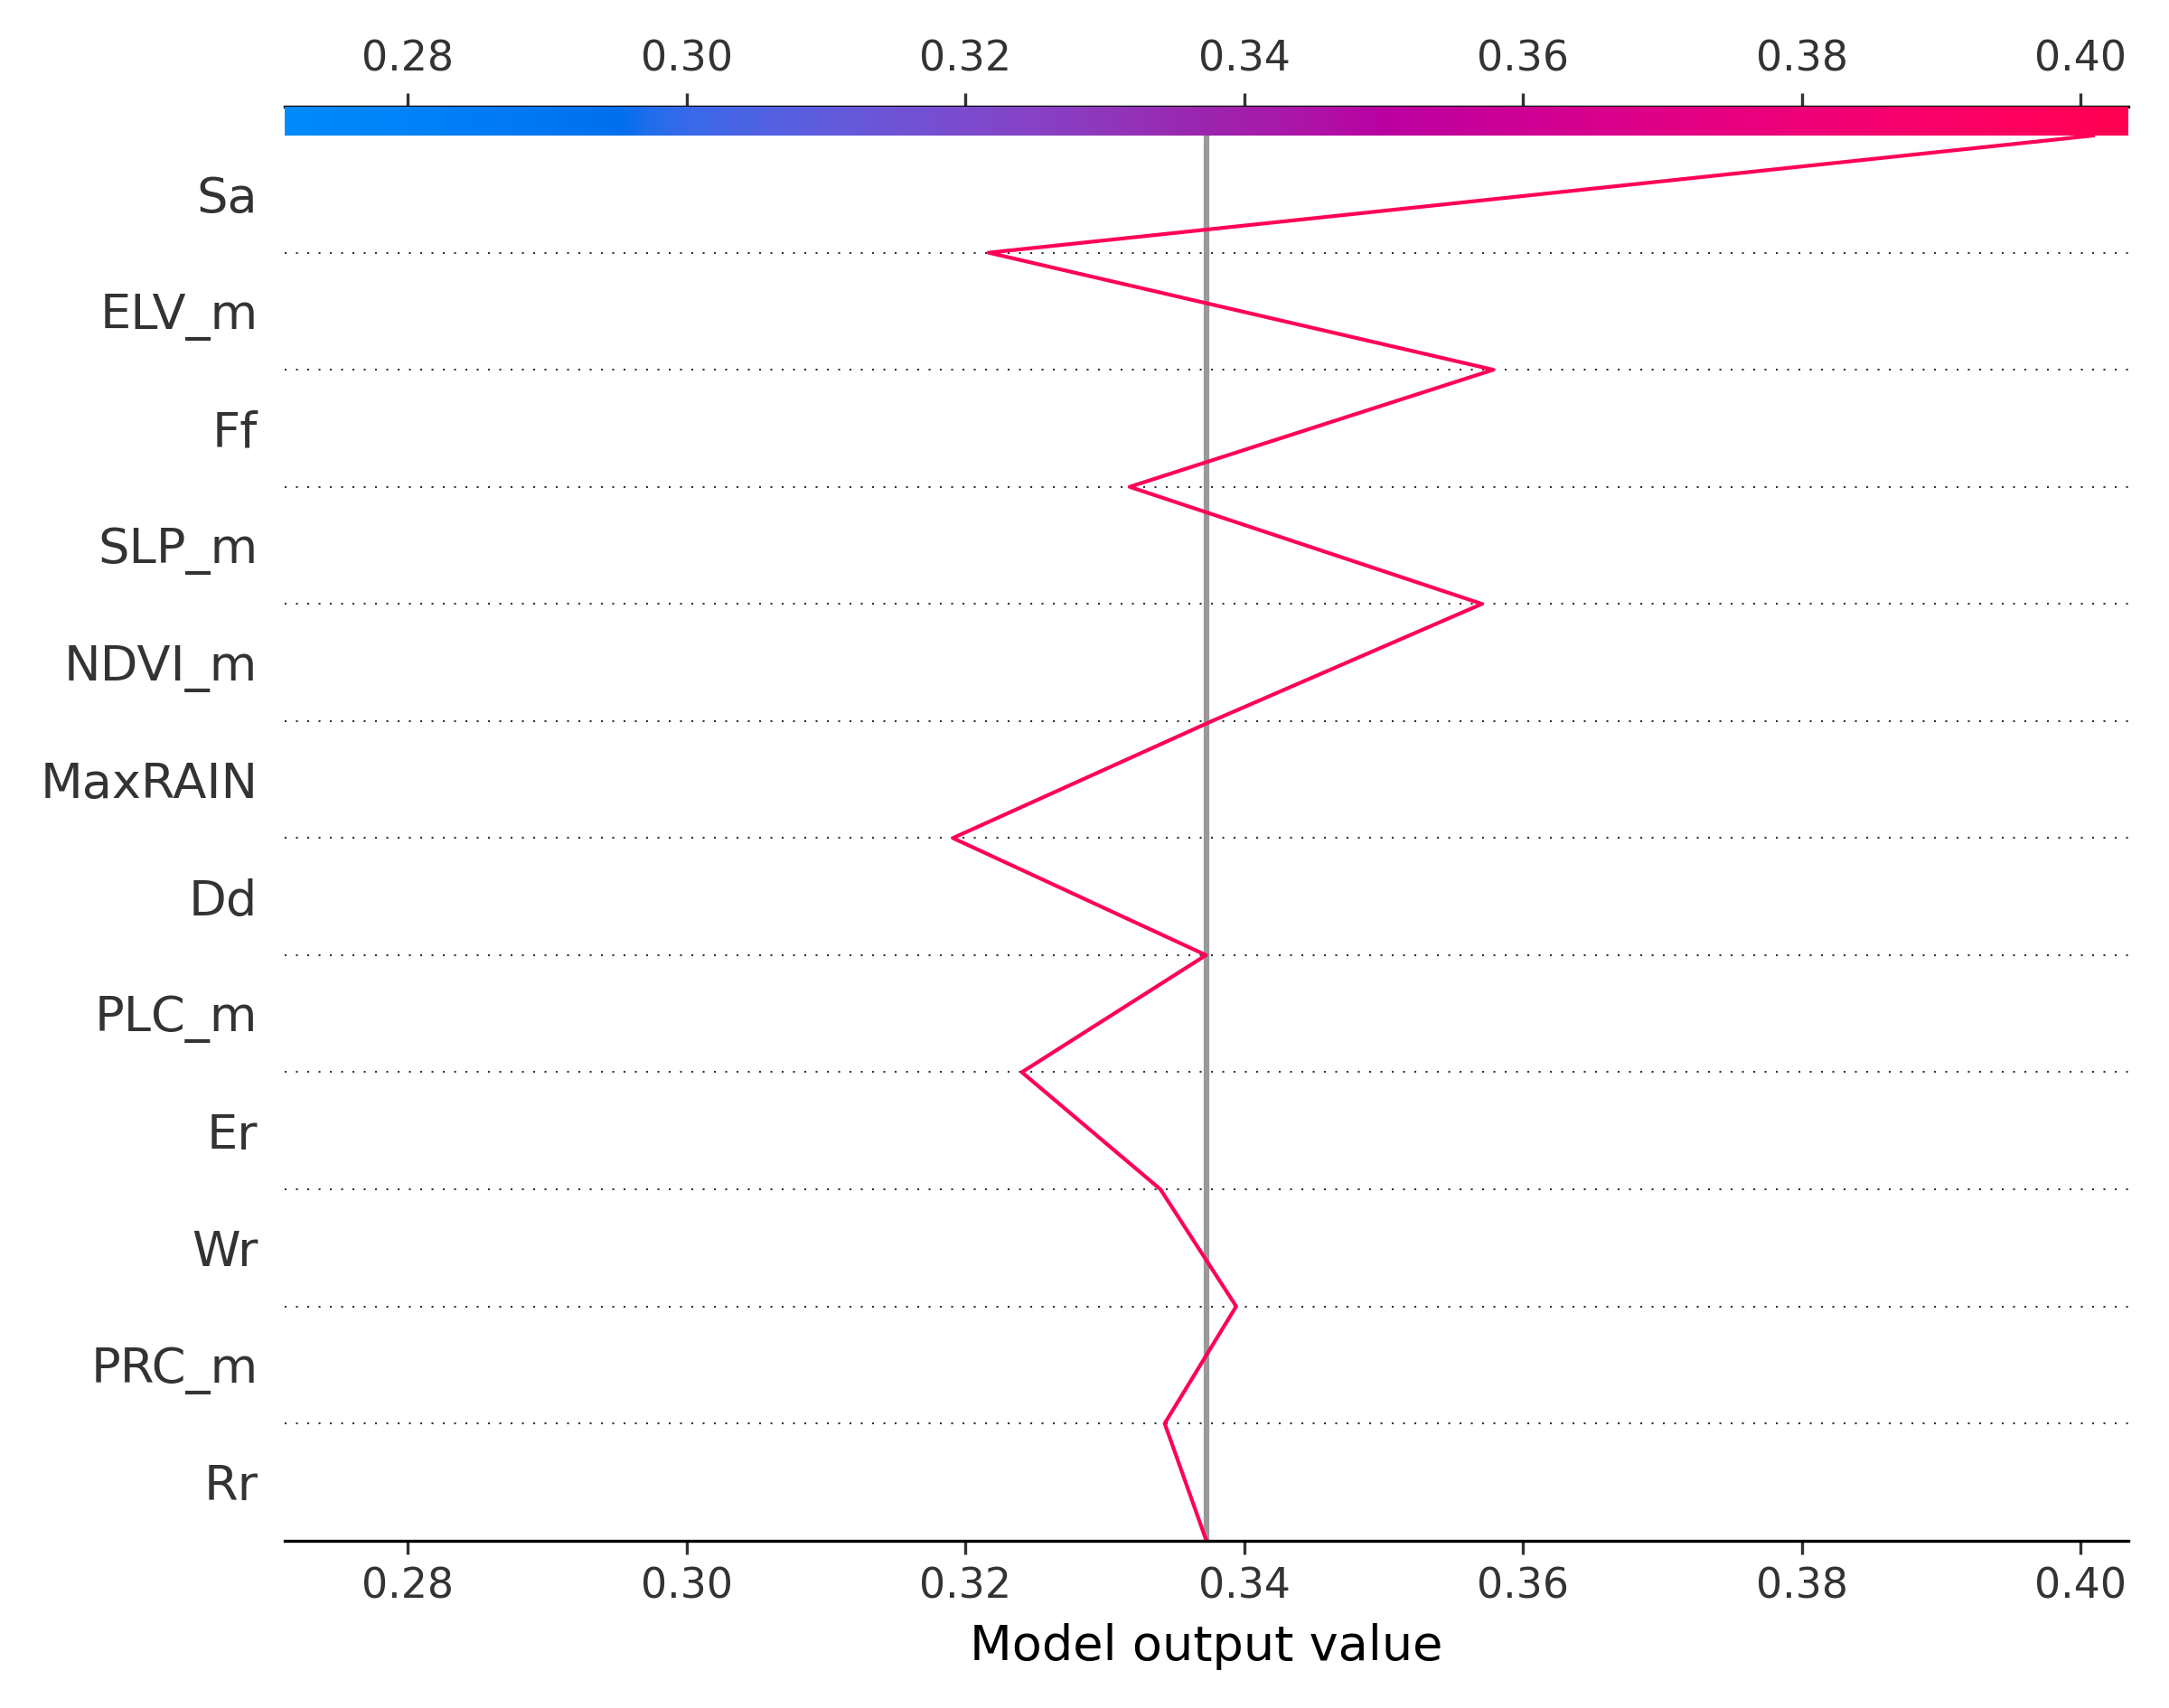 0.28 0.30 0.32 0.34 0.36 0.38 0.40
Sa
ELV_m
Ff
SLP_m
NDVI_m
MaxRAIN
Dd
PLC_m
Er
Wr
PRC_m
Rr
0.28 0.30 0.32 0.34 0.36 0.38 0.40
Model output value